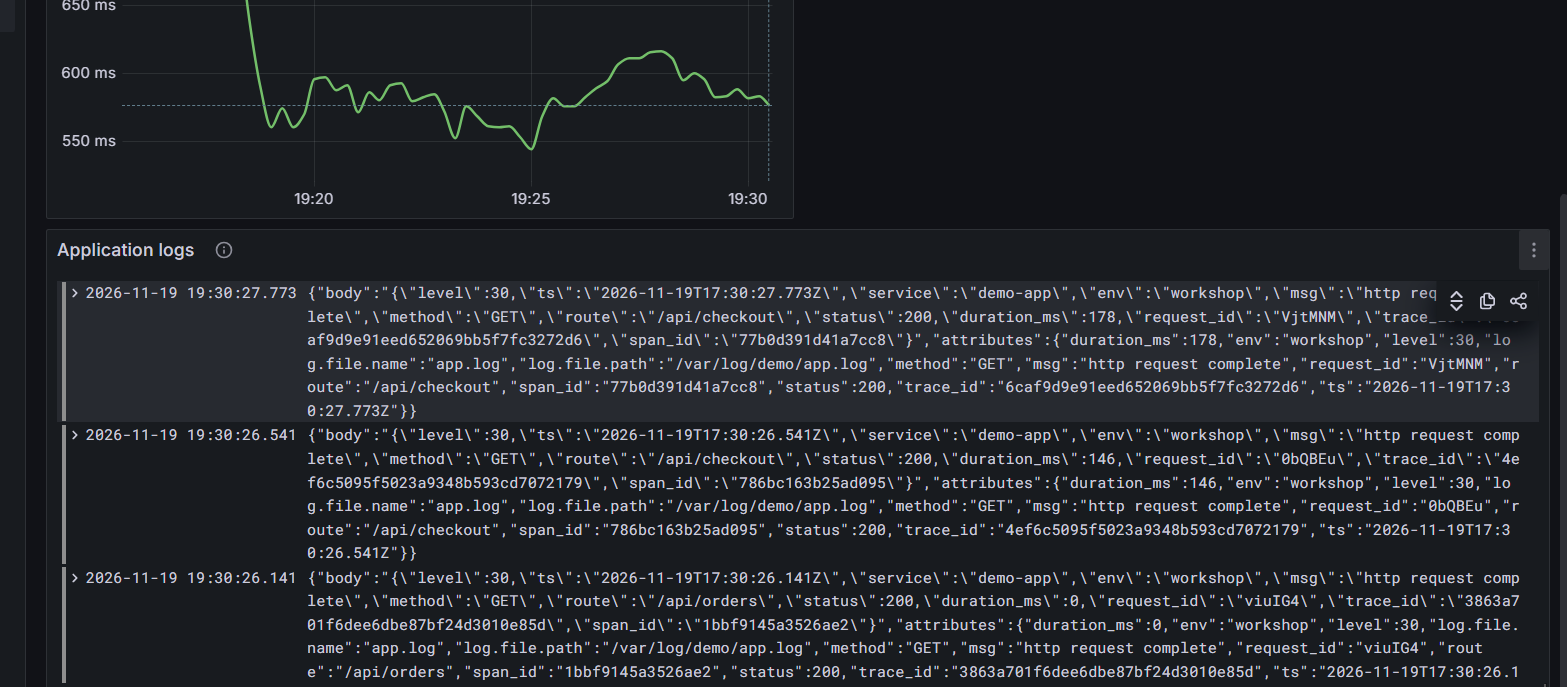 650 ms
600 ms
550 ms
19:20 19:25 19:30
Application logs
2026-11-19 19:30:27.773 {"body":"{\"level\":30,\"ts\":\"2026-11-19T17:30:27.773Z\",\"service\":\"demo-app\",\"env\":\"workshop\",\"msg\":\"http req
lete\",\"method\":\"GET\",\"route\":\"/api/checkout\",\"status\":200,\"duration_ms\":178,\"request_id\":\"VjtMNM\",\"trace_
af9d9e91eed652069bb5f7fc3272d6\",\"span_id\":\"77b0d391d41a7cc8\"}","attributes":{"duration_ms":178,"env":"workshop","level":30,"lo
g.file.name":"app.log","log.file.path":"/var/log/demo/app.log","method":"GET","msg":"http request complete","request_id":"VjtMNM","r
oute":"/api/checkout","span_id":"77b0d391d41a7cc8","status":200,"trace_id":"6caf9d9e91eed652069bb5f7fc3272d6","ts":"2026-11-19T17:3
0:27.773Z"}}
2026-11-19 19:30:26.541 {"body":"{\"level\":30,\"ts\":\"2026-11-19T17:30:26.541Z\",\"service\":\"demo-app\",\"env\":\"workshop\",\"msg\":\"http request comp
lete\",\"method\":\"GET\",\"route\":\"/api/checkout\",\"status\":200,\"duration_ms\":146,\"request_id\":\"0bQBEu\",\"trace_id\":\"4e
f6c5095f5023a9348b593cd7072179\",\"span_id\":\"786bc163b25ad095\"}","attributes":{"duration_ms":146,"env":"workshop","level":30,"lo
g.file.name":"app.log","log.file.path":"/var/log/demo/app.log","method":"GET","msg":"http request complete","request_id":"0bQBEu","r
oute":"/api/checkout","span_id":"786bc163b25ad095","status":200,"trace_id":"4ef6c5095f5023a9348b593cd7072179","ts":"2026-11-19T17:3
0:26.541Z"}}
2026-11-19 19:30:26.141 {"body":"{\"level\":30,\"ts\":\"2026-11-19T17:30:26.141Z\",\"service\":\"demo-app\",\"env\":\"workshop\",\"msg\":\"http request comp
lete\",\"method\":\"GET\",\"route\":\"/api/orders\",\"status\":200,\"duration_ms\":0,\"request_id\":\"viuIG4\",\"trace_id\":\"3863a7
01f6dee6dbe87bf24d3010e85d\",\"span_id\":\"1bbf9145a3526ae2\"}","attributes":{"duration_ms":0,"env":"workshop","level":30,"log.file.
name":"app.log","log.file.path":"/var/log/demo/app.log","method":"GET","msg":"http request complete","request_id":"viuIG4","rout
e":"/api/orders","span_id":"1bbf9145a3526ae2","status":200,"trace_id":"3863a701f6dee6dbe87bf24d3010e85d","ts":"2026-11-19T17:30:26.1